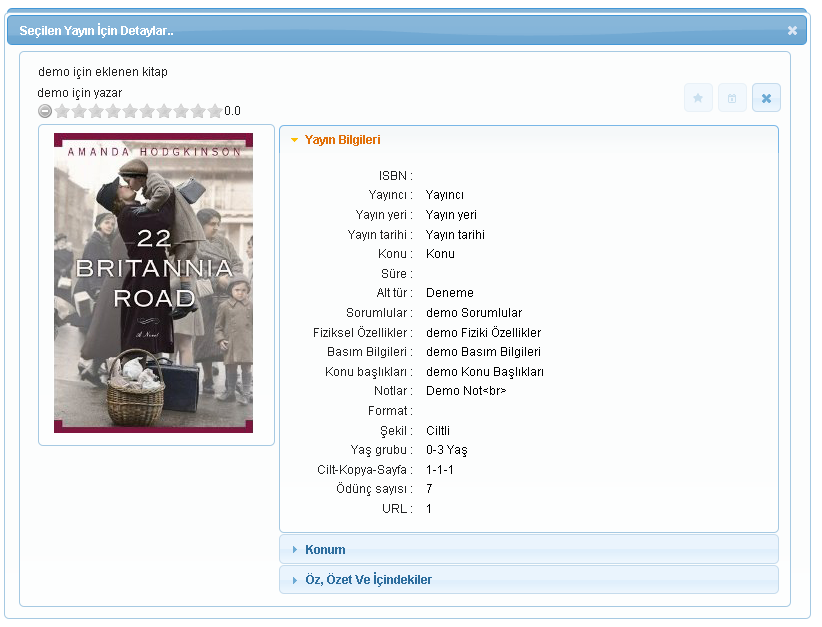 Seçilen Yayın İçin Detaylar..
demo için eklenen kitap
demo için yazar
0.0
AMANDA HODGKINSON
22
BRITANNIA
ROAD
A Novel
Yayın Bilgileri
ISBN :
Yayıncı : Yayıncı
Yayın yeri : Yayın yeri
Yayın tarihi : Yayın tarihi
Konu : Konu
Süre :
Alt tür : Deneme
Sorumlular : demo Sorumlular
Fiziksel Özellikler : demo Fiziki Özellikler
Basım Bilgileri : demo Basım Bilgileri
Konu başlıkları : demo Konu Başlıkları
Notlar : Demo Not<br>
Format :
Şekil : Ciltli
Yaş grubu : 0-3 Yaş
Cilt-Kopya-Sayfa : 1-1-1
Ödünç sayısı : 7
URL : 1
Konum
Öz, Özet Ve İçindekiler